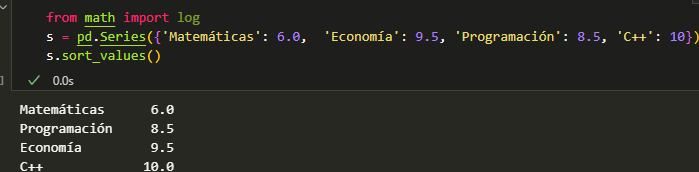 from math import log
s = pd.Series({'Matemáticas': 6.0,  'Economía': 9.5, 'Programación': 8.5, 'C++': 10})
s.sort_values()
✓ 0.0s
Matemáticas 6.0
Programación 8.5
Economía 9.5
C++ 10.0